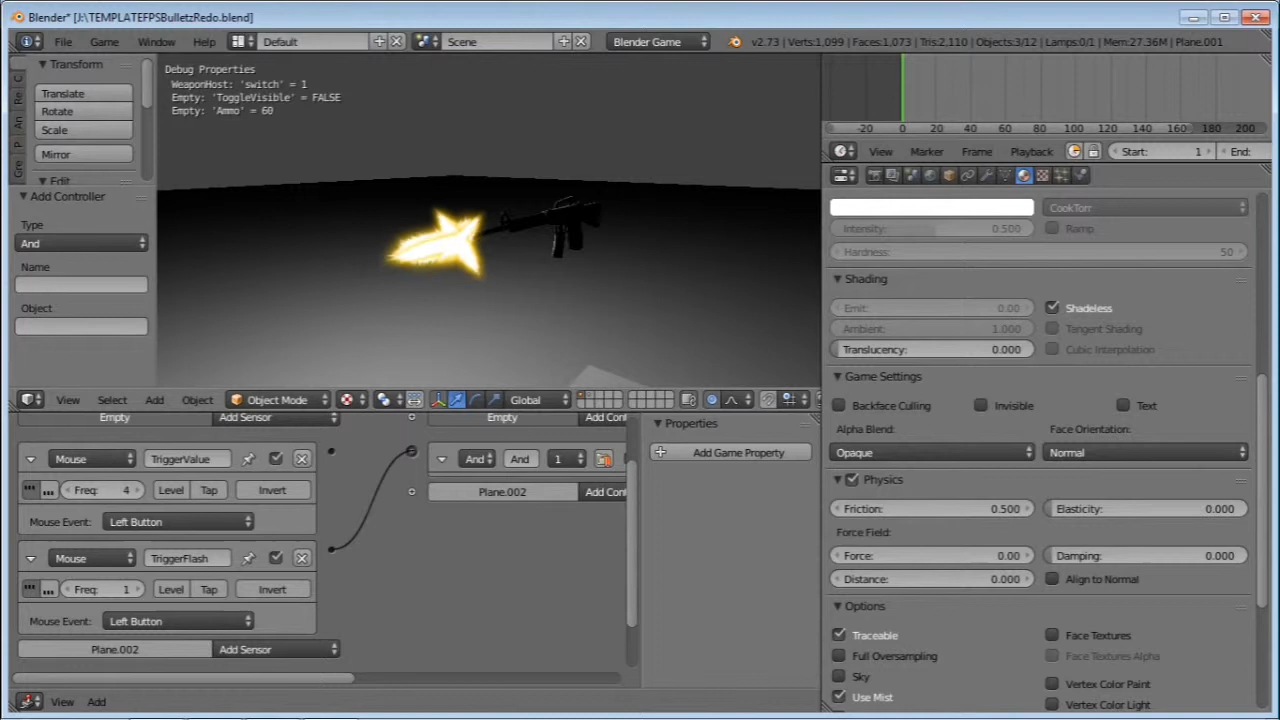 Blender* [J:\TEMPLATEFPSBulletzRedo.blend]
File Game Window Help Default Scene Blender Game v2.73 | Verts:1,099 | Faces:1,073 | Tris:2,110 | Objects:3/12 | Lamps:0/1 | Mem:27.36M | Plane.001
Transform
Translate
Rotate
Scale
Mirror
Edit
Add Controller
Type
And
Name
Object
C
Re
An
P
Gre
Debug Properties
WeaponHost: 'switch' = 1
Empty: 'ToggleVisible' = FALSE
Empty: 'Ammo' = 60
View Select Add Object Object Mode Global
Empty Add Sensor Empty Add Con
Mouse TriggerValue
Freq: 4 Level Tap Invert
Mouse Event: Left Button
Mouse TriggerFlash
Freq: 1 Level Tap Invert
Mouse Event: Left Button
Plane.002 Add Sensor
And And 1
Plane.002 Add Cont
View Add
Properties
Add Game Property
-20 0 20 40 60 80 100 120 140 160 180 200
View Marker Frame Playback Start: 1 End:
CookTorr
Intensity: 0.500 Ramp
Hardness: 50
Shading
Emit: 0.00 Shadeless
Ambient: 1.000 Tangent Shading
Translucency: 0.000 Cubic Interpolation
Game Settings
Backface Culling Invisible Text
Alpha Blend: Face Orientation:
Opaque Normal
Physics
Friction: 0.500 Elasticity: 0.000
Force Field:
Force: 0.00 Damping: 0.000
Distance: 0.000 Align to Normal
Options
Traceable Face Textures
Full Oversampling Face Textures Alpha
Sky
Vertex Color Paint
Use Mist
Vertex Color Light